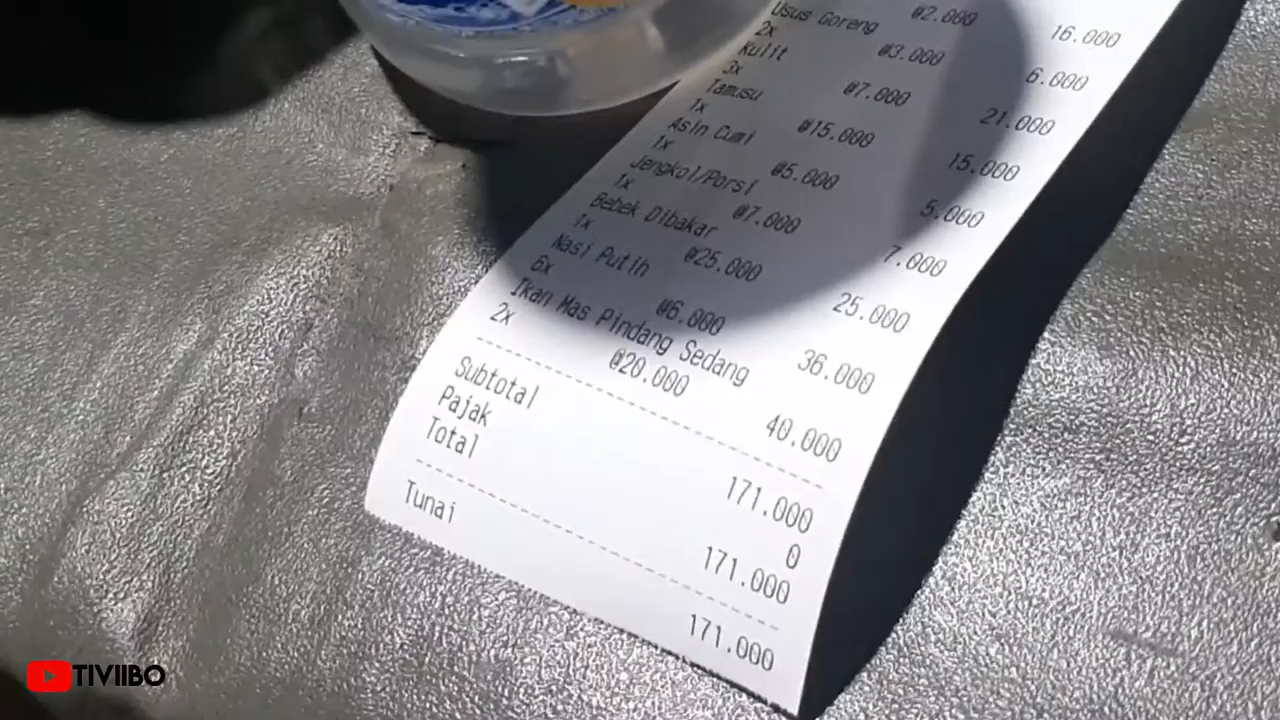 @2.000 16.000
Usus Goreng
2x @3.000 6.000
Kulit
3x @7.000 21.000
Tamusu
1x @15.000 15.000
Asin Cumi
1x @5.000 5.000
Jengkol/Porsi
1x @7.000 7.000
Bebek Dibakar
1x @25.000 25.000
Nasi Putih
6x @6.000 36.000
Ikan Mas Pindang Sedang
2x @20.000 40.000
Subtotal 171.000
Pajak 0
Total 171.000
Tunai 171.000
TIVIIBO